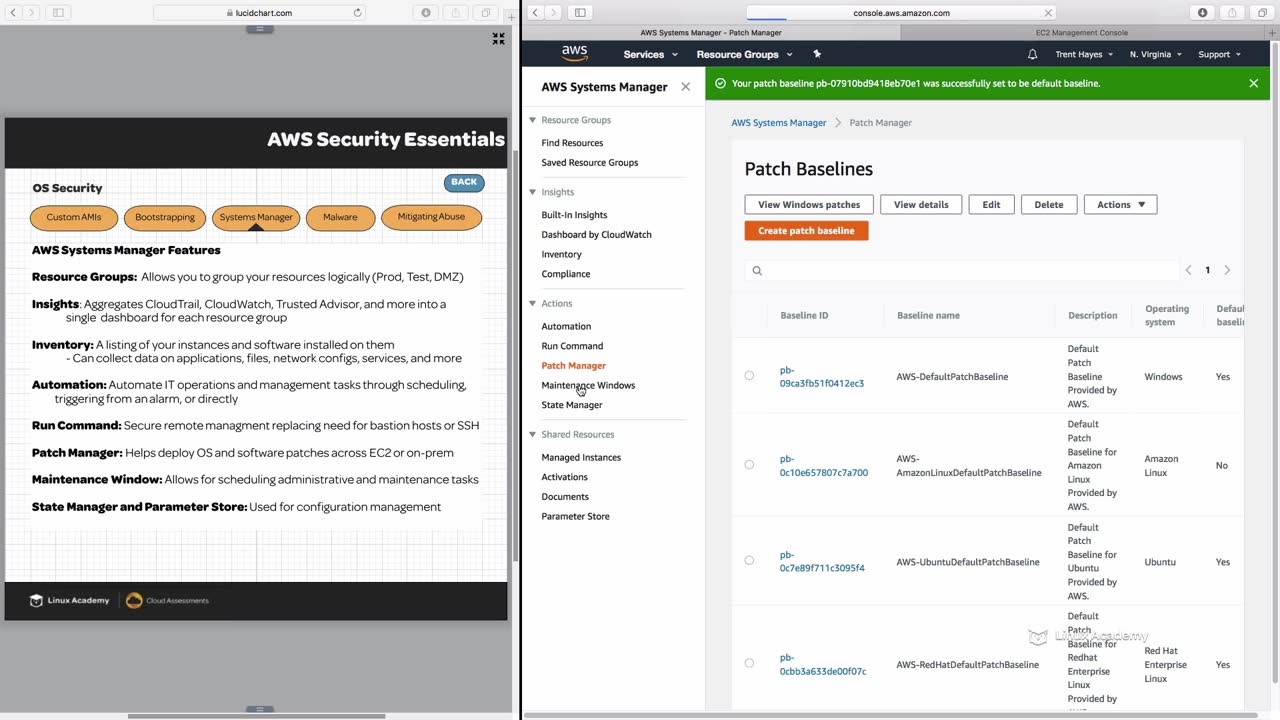 lucidchart.com
AWS Security Essentials
OS Security
BACK
Custom AMIs
Bootstrapping
Systems Manager
Malware
Mitigating Abuse
AWS Systems Manager Features
Resource Groups: Allows you to group your resources logically (Prod, Test, DMZ)
Insights: Aggregates CloudTrail, CloudWatch, Trusted Advisor, and more into a
single dashboard for each resource group
Inventory: A listing of your instances and software installed on them
- Can collect data on applications, files, network configs, services, and more
Automation: Automate IT operations and management tasks through scheduling,
triggering from an alarm, or directly
Run Command: Secure remote managment replacing need for bastion hosts or SSH
Patch Manager: Helps deploy OS and software patches across EC2 or on-prem
Maintenance Window: Allows for scheduling administrative and maintenance tasks
State Manager and Parameter Store: Used for configuration management
Linux Academy
Cloud Assessments
console.aws.amazon.com
AWS Systems Manager - Patch Manager
EC2 Management Console
aws
Services
Resource Groups
Trent Hayes
N. Virginia
Support
AWS Systems Manager
Resource Groups
Find Resources
Saved Resource Groups
Insights
Built-In Insights
Dashboard by CloudWatch
Inventory
Compliance
Actions
Automation
Run Command
Patch Manager
Maintenance Windows
State Manager
Shared Resources
Managed Instances
Activations
Documents
Parameter Store
Your patch baseline pb-07910bd9418eb70e1 was successfully set to be default baseline.
AWS Systems Manager
Patch Manager
Patch Baselines
View Windows patches
View details
Edit
Delete
Actions
Create patch baseline
1
Baseline ID
Baseline name
Description
Operating
system
Defaul
baselin
pb-
09ca3fb51f0412ec3
AWS-DefaultPatchBaseline
Default
Patch
Baseline
Provided by
AWS.
Windows
Yes
pb-
0c10e657807c7a700
AWS-
AmazonLinuxDefaultPatchBaseline
Default
Patch
Baseline for
Amazon
Linux
Provided by
AWS.
Amazon
Linux
No
pb-
0c7e89f711c3095f4
AWS-UbuntuDefaultPatchBaseline
Default
Patch
Baseline for
Ubuntu
Provided by
AWS.
Ubuntu
Yes
pb-
0cbb3a633de00f07c
AWS-RedHatDefaultPatchBaseline
Default
Patch
Baseline for
Redhat
Enterprise
Linux
Provided by
Red Hat
Enterprise
Linux
Yes
Linux Academy